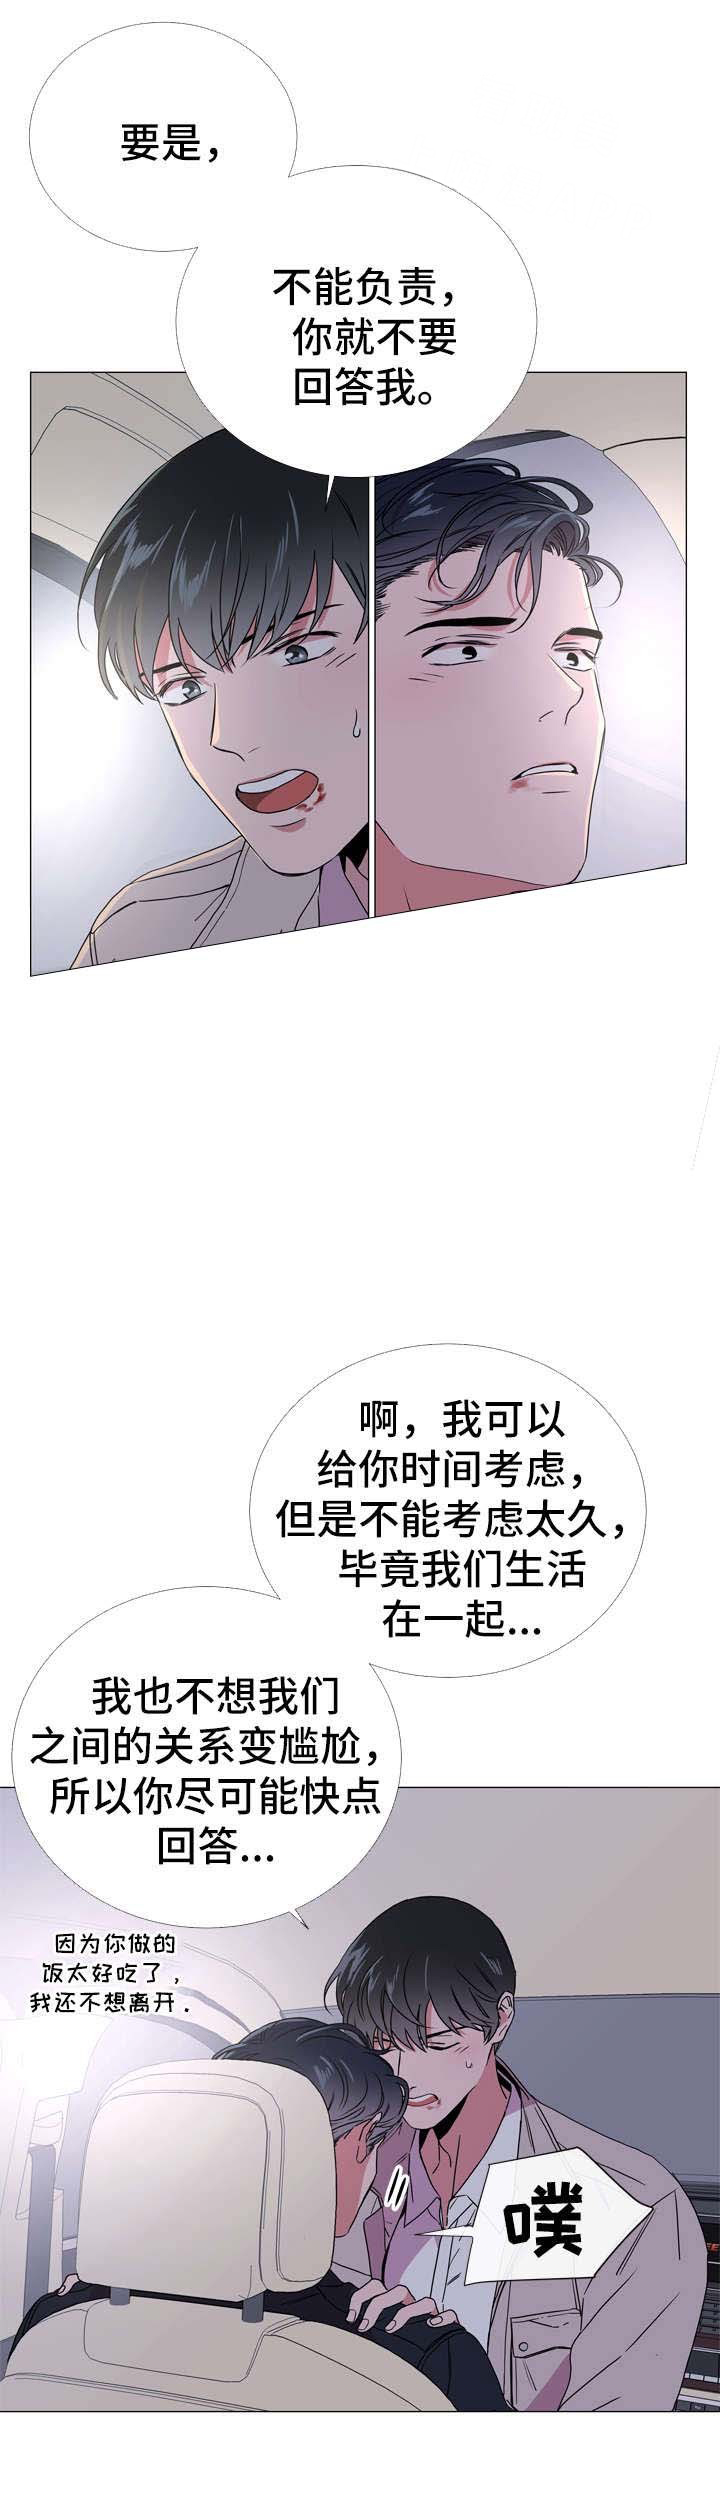 要是，
不能负责，
你就不要
回答我。
啊，我可以
给你时间考虑，
但是不能考虑太久，
毕竟我们生活
在一起...
我也不想我们
之间的关系变尴尬，
所以你尽可能快点
回答...
因为你做的
饭太好吃了，
我还不想离开.
噗